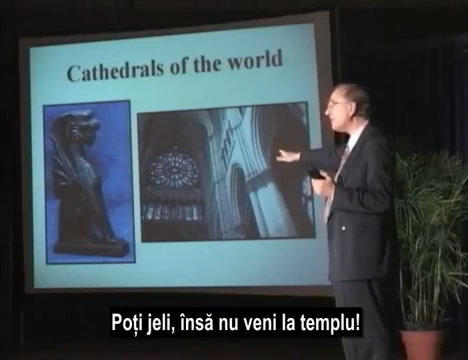 Cathedrals of the world
Poți jeli, însă nu veni la templu!